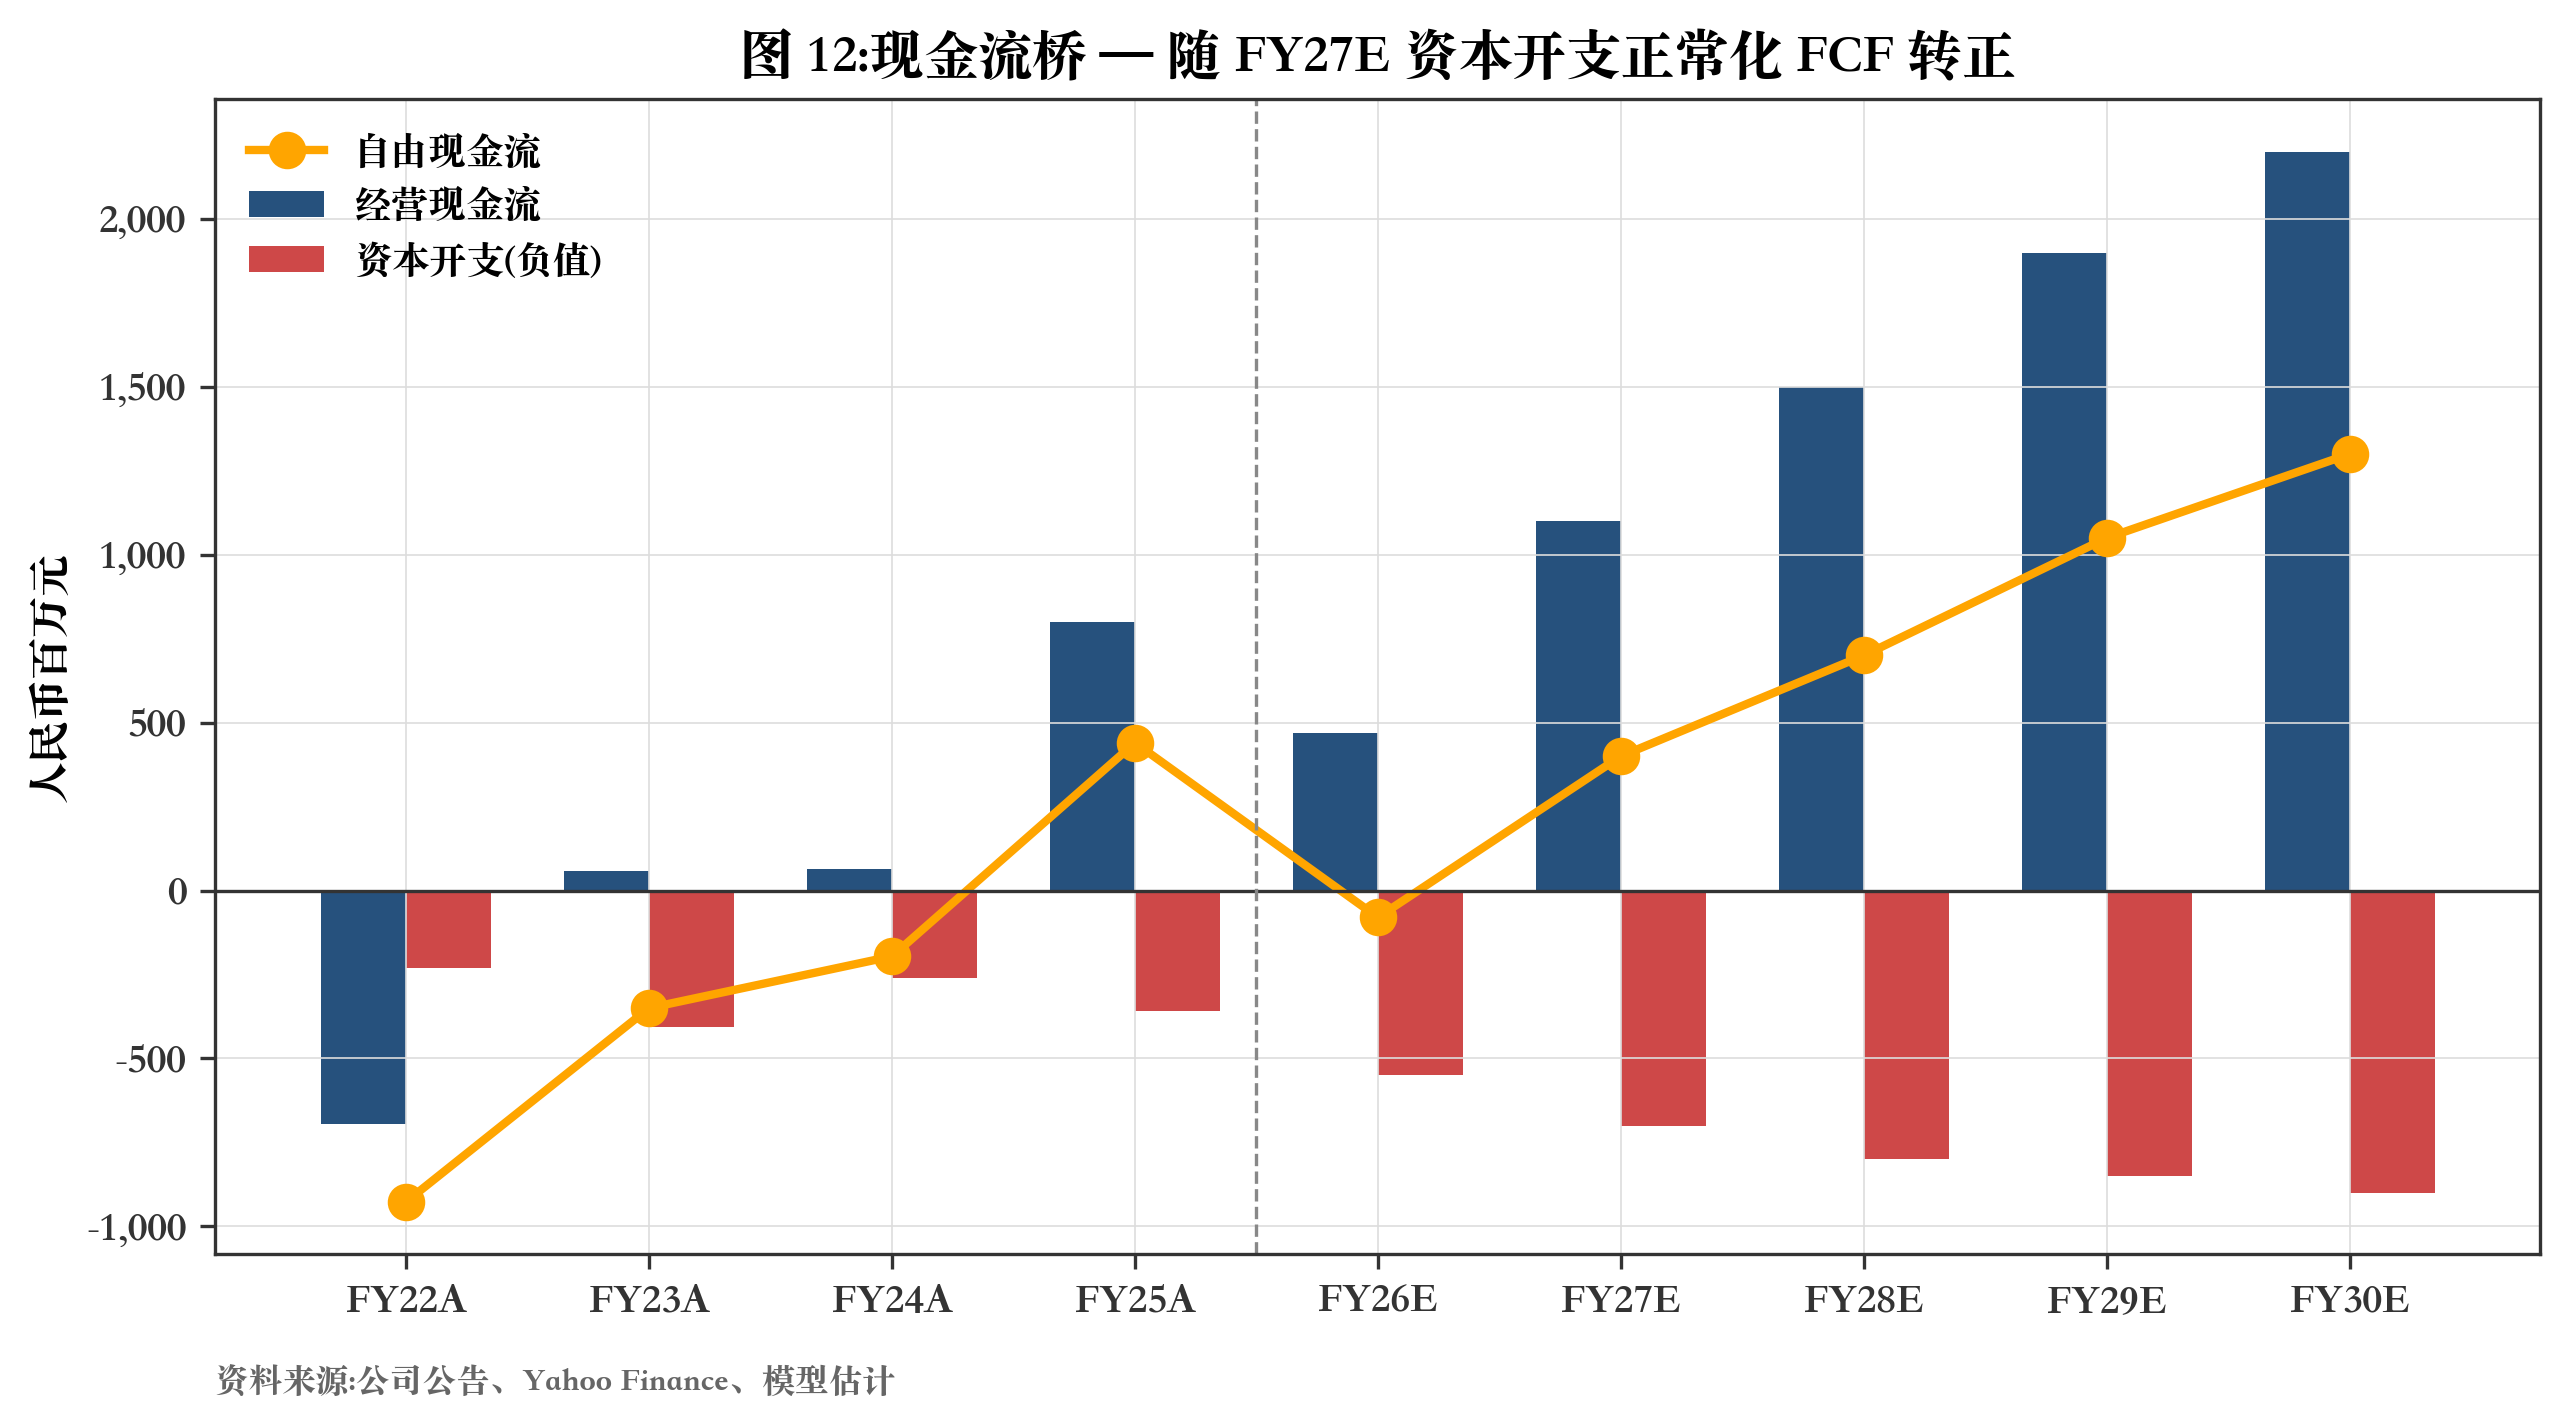 图 12:现金流桥 — 随 FY27E 资本开支正常化 FCF 转正
自由现金流
经营现金流
资本开支(负值)
人民币百万元
2,000
1,500
1,000
500
0
-500
-1,000
FY22A FY23A FY24A FY25A FY26E FY27E FY28E FY29E FY30E
资料来源:公司公告、Yahoo Finance、模型估计